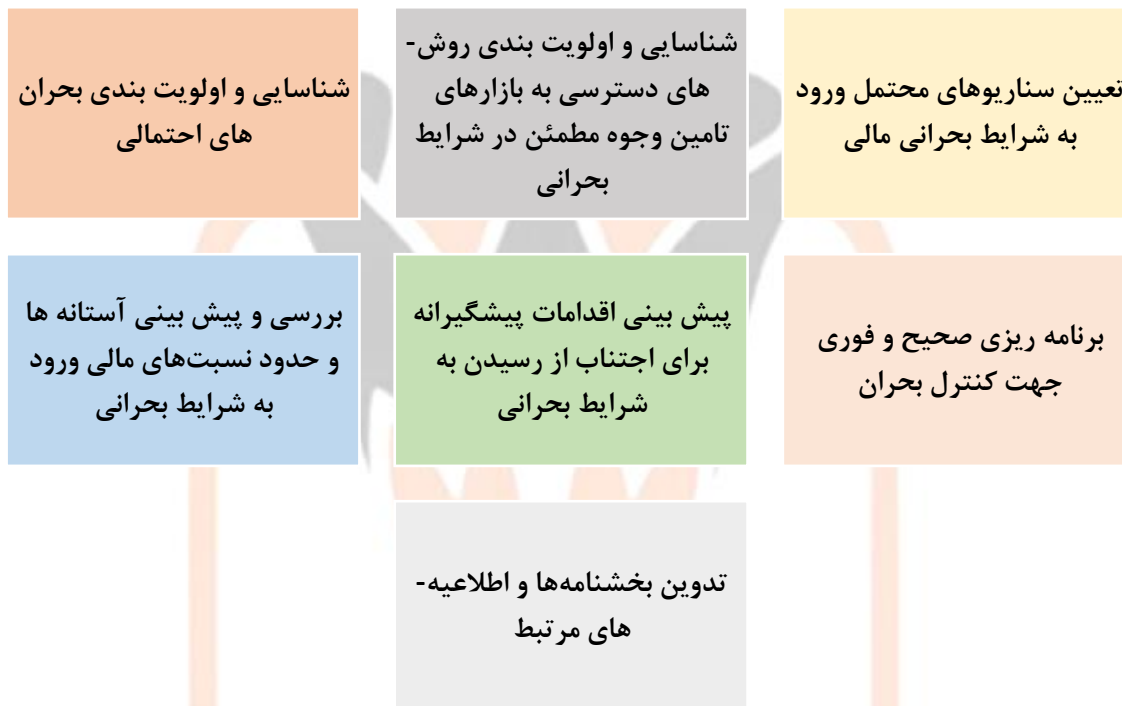 تعیین سناریوهای محتمل ورود
به شرایط بحرانی مالی
شناسایی و اولویت بندی روش-
های دسترسی به بازارهای
تامین وجوه مطمئن در شرایط
بحرانی
شناسایی و اولویت بندی بحران
های احتمالی
برنامه ریزی صحیح و فوری
جهت کنترل بحران
پیش بینی اقدامات پیشگیرانه
برای اجتناب از رسیدن به
شرایط بحرانی
بررسی و پیش بینی آستانه ها
و حدود نسبت‌های مالی ورود
به شرایط بحرانی
تدوین بخشنامه‌ها و اطلاعیه-
های مرتبط